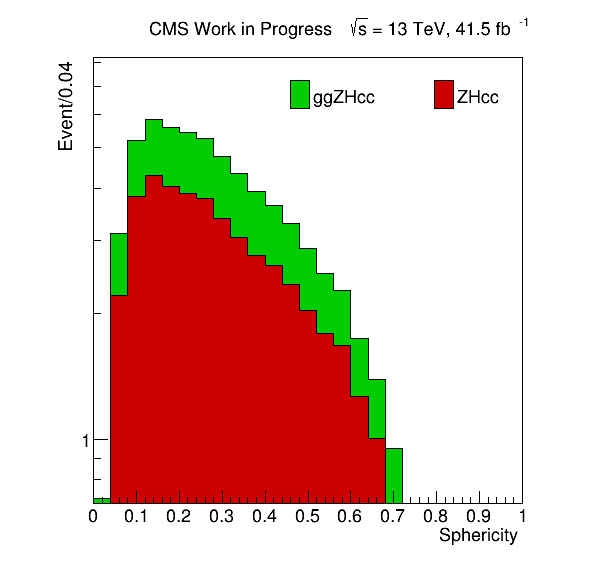 CMS Work in Progress √s = 13 TeV, 41.5 fb⁻¹
Event/0.04
ggZHcc ZHcc
1
0 0.1 0.2 0.3 0.4 0.5 0.6 0.7 0.8 0.9 1
Sphericity